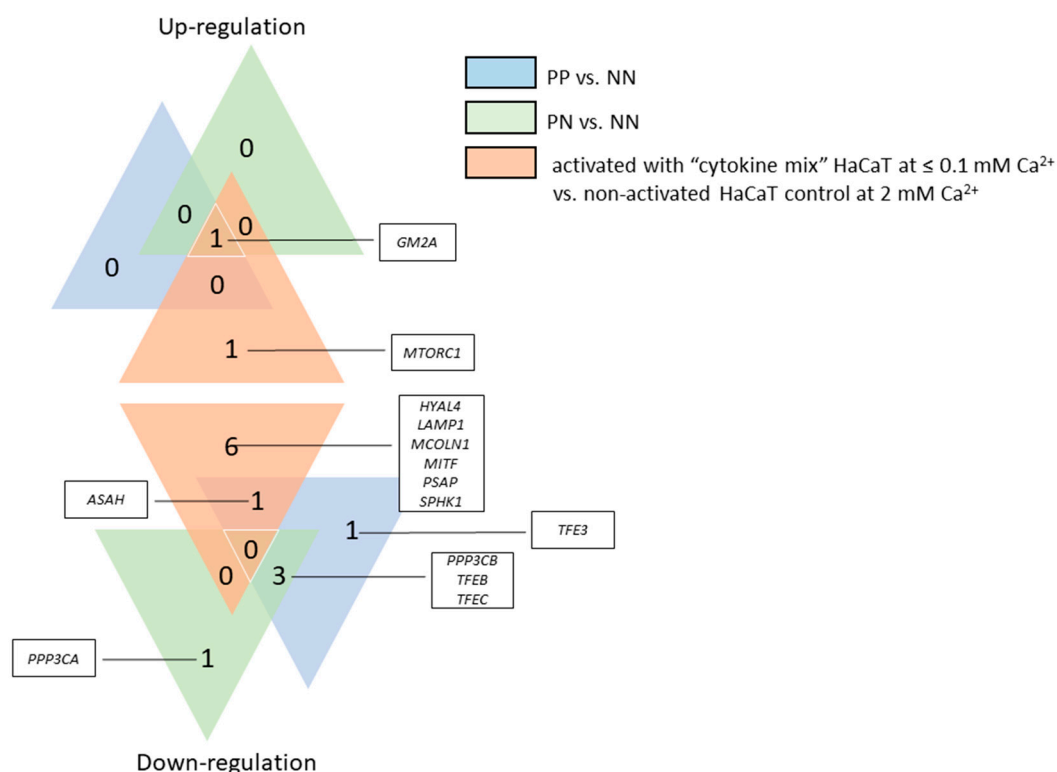 Up-regulation
PP vs. NN
PN vs. NN
activated with “cytokine mix” HaCaT at ≤ 0.1 mM Ca²⁺
vs. non-activated HaCaT control at 2 mM Ca²⁺
0
0
0
1
GM2A
0
0
1
MTORC1
6
HYAL4
LAMP1
MCOLN1
MITF
PSAP
SPHK1
ASAH
1
1
TFE3
0
0
3
PPP3CB
TFEB
TFEC
PPP3CA
1
Down-regulation